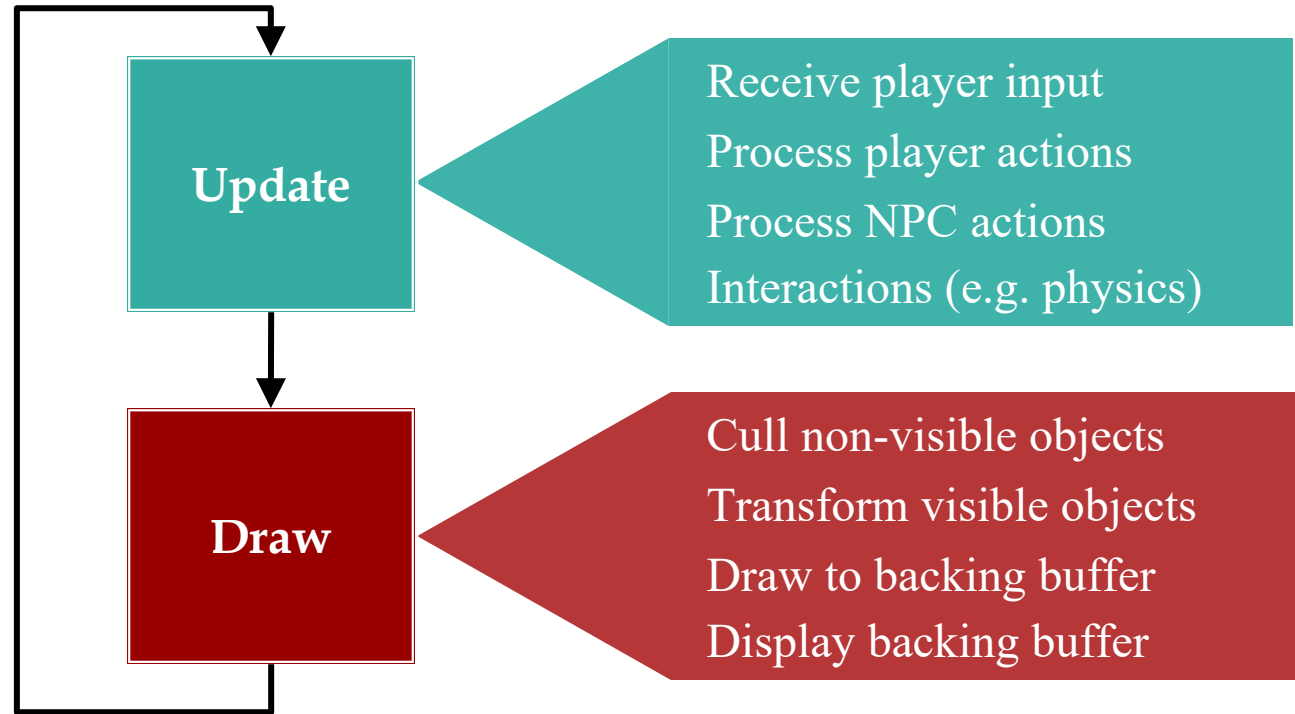 Update
Receive player input
Process player actions
Process NPC actions
Interactions (e.g. physics)
Draw
Cull non-visible objects
Transform visible objects
Draw to backing buffer
Display backing buffer